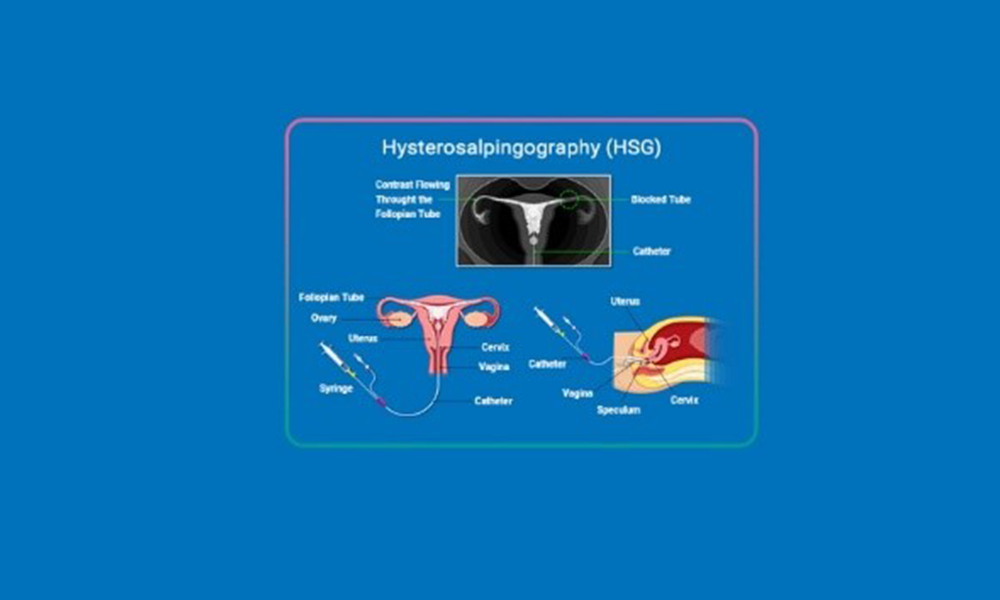 Hysterosalpingography (HSG)
Contrast Flowing
Throught the
Follopian Tube
Blocked Tube
Catheter
Follopian Tube
Ovary
Uterus
Syringe
Cervix
Vagina
Catheter
Uterus
Catheter
Vagina
Speculum
Cervix